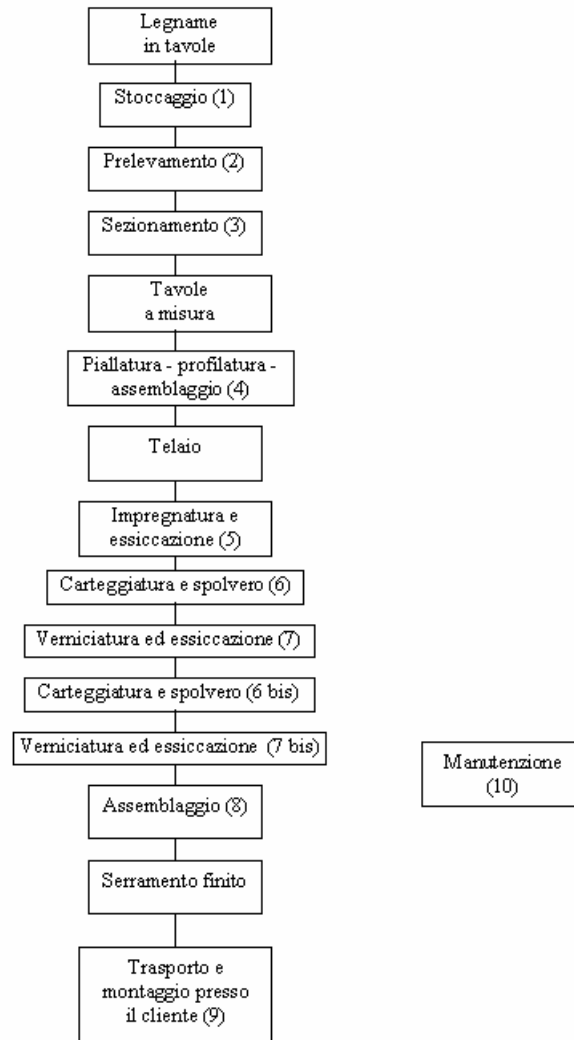 Legname
in tavole
Stoccaggio (1)
Prelevamento (2)
Sezionamento (3)
Tavole
a misura
Piallatura - profilatura -
assemblaggio (4)
Telaio
Impregnatura e
essiccazione (5)
Carteggiatura e spolvero (6)
Verniciatura ed essiccazione (7)
Carteggiatura e spolvero (6 bis)
Verniciatura ed essiccazione (7 bis)
Manutenzione
(10)
Assemblaggio (8)
Serramento finito
Trasporto e
montaggio presso
il cliente (9)